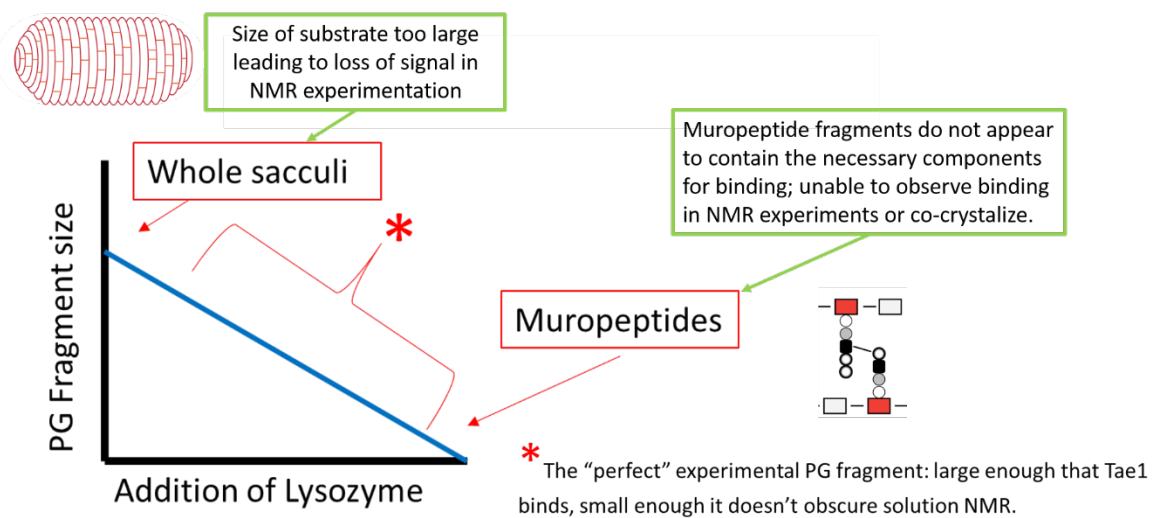 Size of substrate too large
leading to loss of signal in
NMR experimentation
Muropeptide fragments do not appear
to contain the necessary components
for binding; unable to observe binding
in NMR experiments or co-crystalize.
Whole sacculi
*
PG Fragment size
Muropeptides
Addition of Lysozyme
* The “perfect” experimental PG fragment: large enough that Tae1
binds, small enough it doesn’t obscure solution NMR.